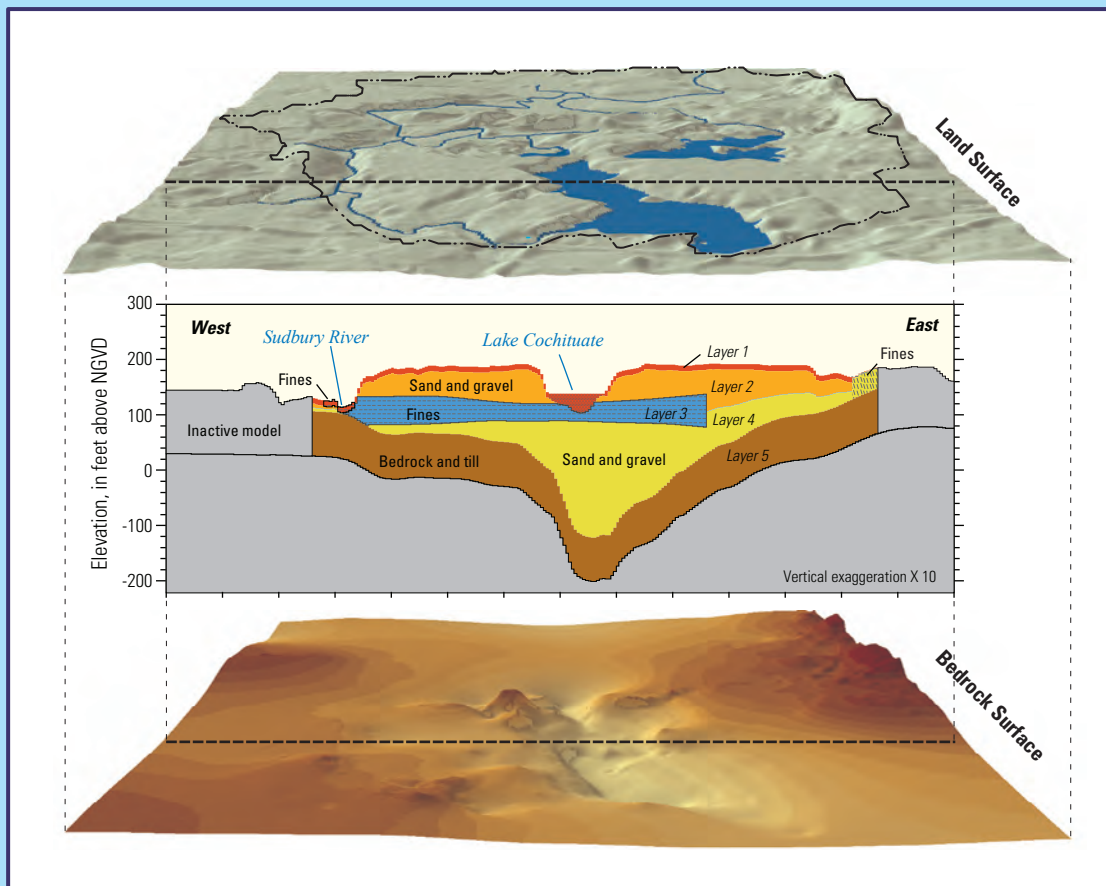 Land Surface
300
200
100
0
-100
-200
Elevation, in feet above NGVD
West
East
Sudbury River
Lake Cochituate
Layer 1
Fines
Fines
Sand and gravel
Layer 2
Fines
Layer 3
Layer 4
Inactive model
Bedrock and till
Sand and gravel
Layer 5
Vertical exaggeration X 10
Bedrock Surface